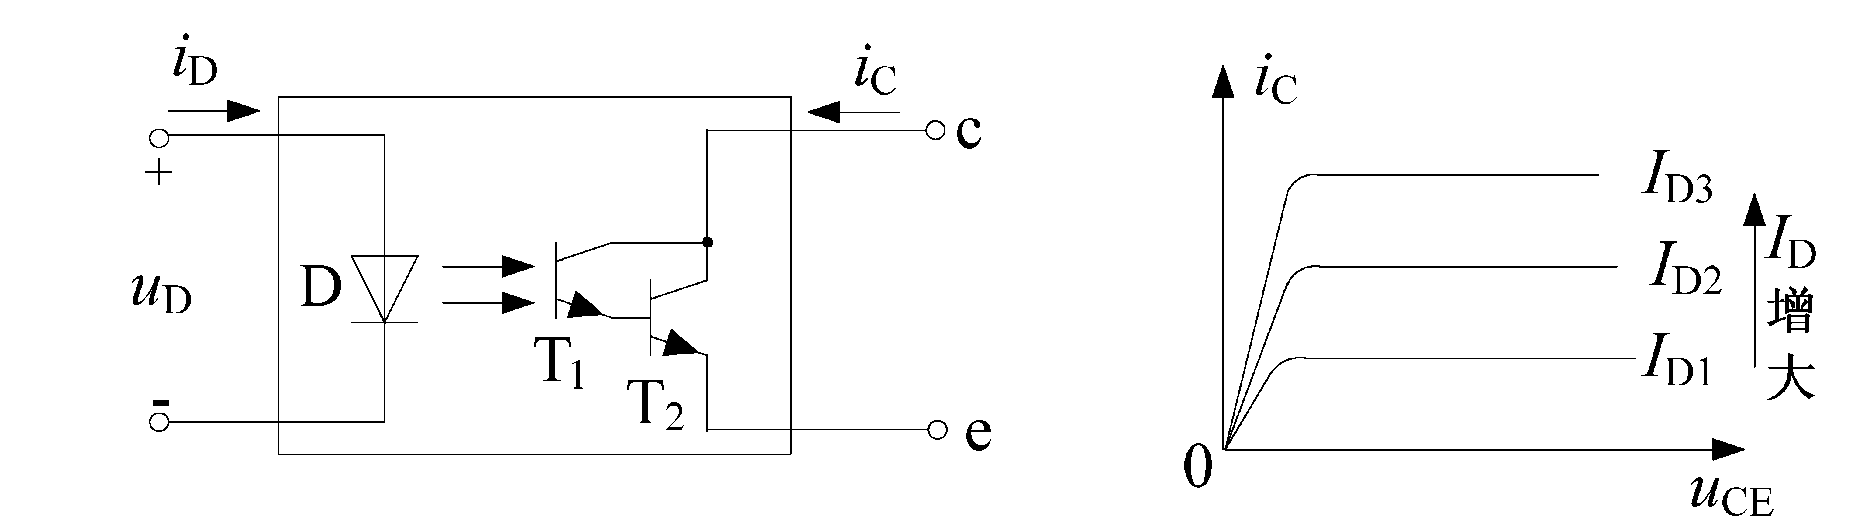 iD
iC
c
+
uD
D
T1
T2
-
e
iC
ID3
ID2
ID1
ID
增
大
0
uCE